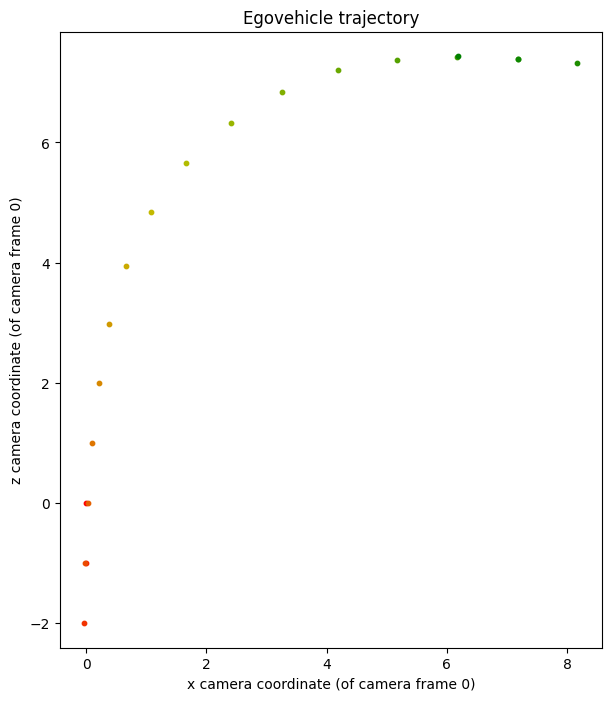 Egovehicle trajectory
z camera coordinate (of camera frame 0)
6
4
2
0
−2
0 2 4 6 8
x camera coordinate (of camera frame 0)